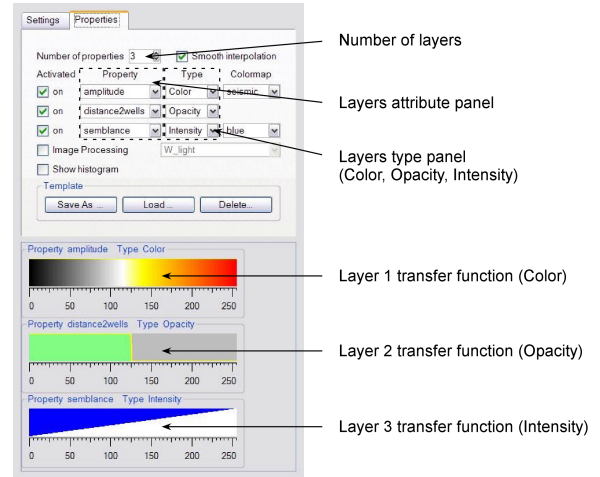 Settings Properties
Number of properties 3 Smooth interpolation
Number of layers
Activated Property Type Colormap
on amplitude Color seismic
Layers attribute panel
on distance2wells Opacity
on semblance Intensity blue
Image Processing W_light
Layers type panel
(Color, Opacity, Intensity)
Show histogram
Template
Save As ... Load ... Delete...
Property amplitude Type Color
Layer 1 transfer function (Color)
0 50 100 150 200 250
Property distance2wells Type Opacity
Layer 2 transfer function (Opacity)
0 50 100 150 200 250
Property semblance Type Intensity
Layer 3 transfer function (Intensity)
0 50 100 150 200 250